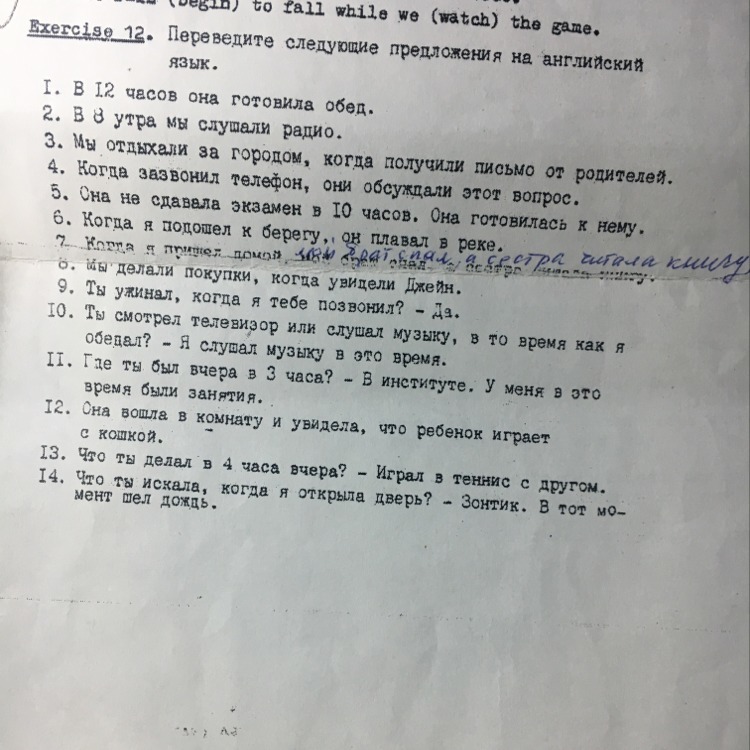 (begin) to fall while we (watch) the game.
Exercise 12. Переведите следующие предложения на английский
язык.
1. В 12 часов она готовила обед.
2. В 8 утра мы слушали радио.
3. Мы отдыхали за городом, когда получили письмо от родителей.
4. Когда зазвонил телефон, они обсуждали этот вопрос.
5. Она не сдавала экзамен в 10 часов. Она готовилась к нему.
6. Когда я подошел к берегу, он плавал в реке.
7. Когда я пришел домой мой брат спал, а сестра читала книгу
8. Мы делали покупки, когда увидели Джейн.
9. Ты ужинал, когда я тебе позвонил? - Да.
10. Ты смотрел телевизор или слушал музыку, в то время как я
обедал? - Я слушал музыку в это время.
11. Где ты был вчера в 3 часа? - В институте. У меня в это
время были занятия.
12. Она вошла в комнату и увидела, что ребенок играет
с кошкой.
13. Что ты делал в 4 часа вчера? - Играл в теннис с другом.
14. Что ты искала, когда я открыла дверь? - Зонтик. В тот мо-
мент шел дождь.